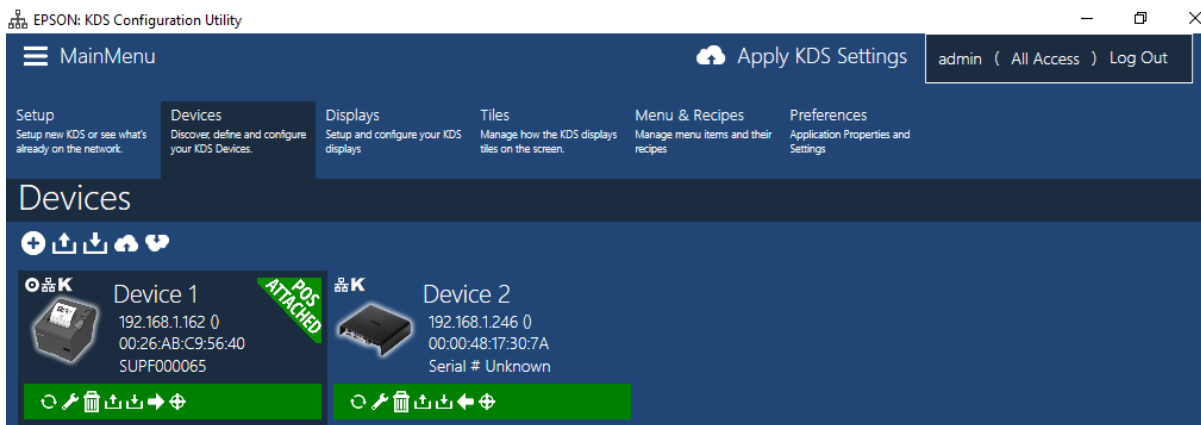 EPSON: KDS Configuration Utility
MainMenu
Apply KDS Settings
admin ( All Access ) Log Out
Setup
Setup new KDS or see what's
already on the network.
Devices
Discover, define and configure
your KDS Devices.
Displays
Setup and configure your KDS
displays
Tiles
Manage how the KDS displays
tiles on the screen.
Menu & Recipes
Manage menu items and their
recipes
Preferences
Application Properties and
Settings
Devices
K
Device 1
192.168.1.162 ()
00:26:AB:C9:56:40
SUPF000065
POS
ATTACHED
K
Device 2
192.168.1.246 ()
00:00:48:17:30:7A
Serial # Unknown